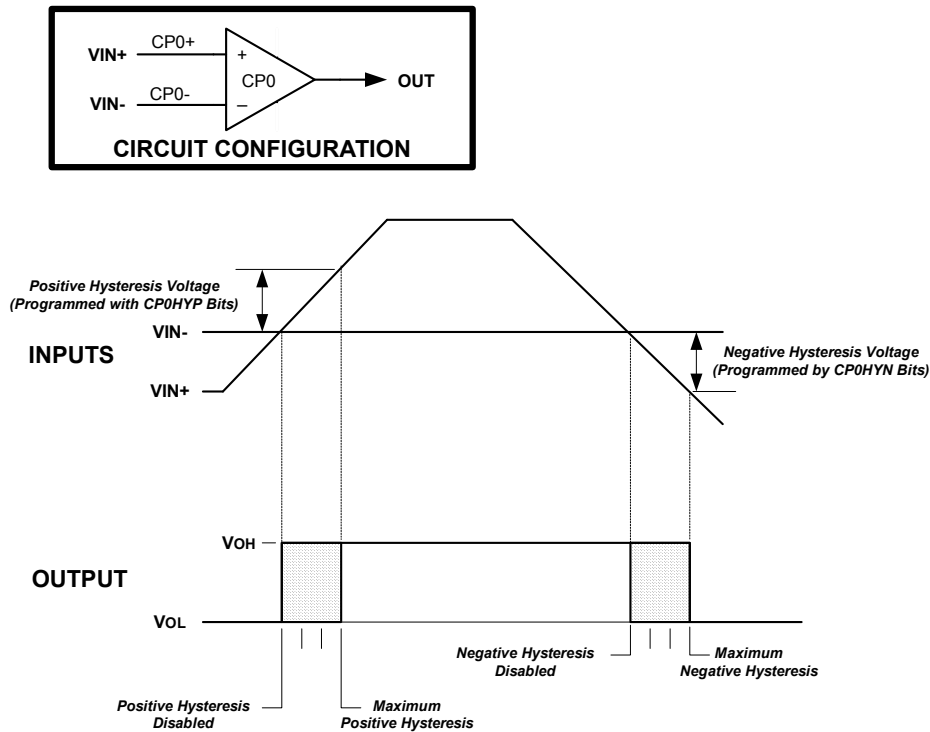 VIN+
CP0+
+
CP0
OUT
VIN-
CP0-
–
CIRCUIT CONFIGURATION
Positive Hysteresis Voltage
(Programmed with CP0HYP Bits)
VIN-
INPUTS
Negative Hysteresis Voltage
(Programmed by CP0HYN Bits)
VIN+
VOH
OUTPUT
VOL
Negative Hysteresis
Disabled
Maximum
Negative Hysteresis
Positive Hysteresis
Disabled
Maximum
Positive Hysteresis